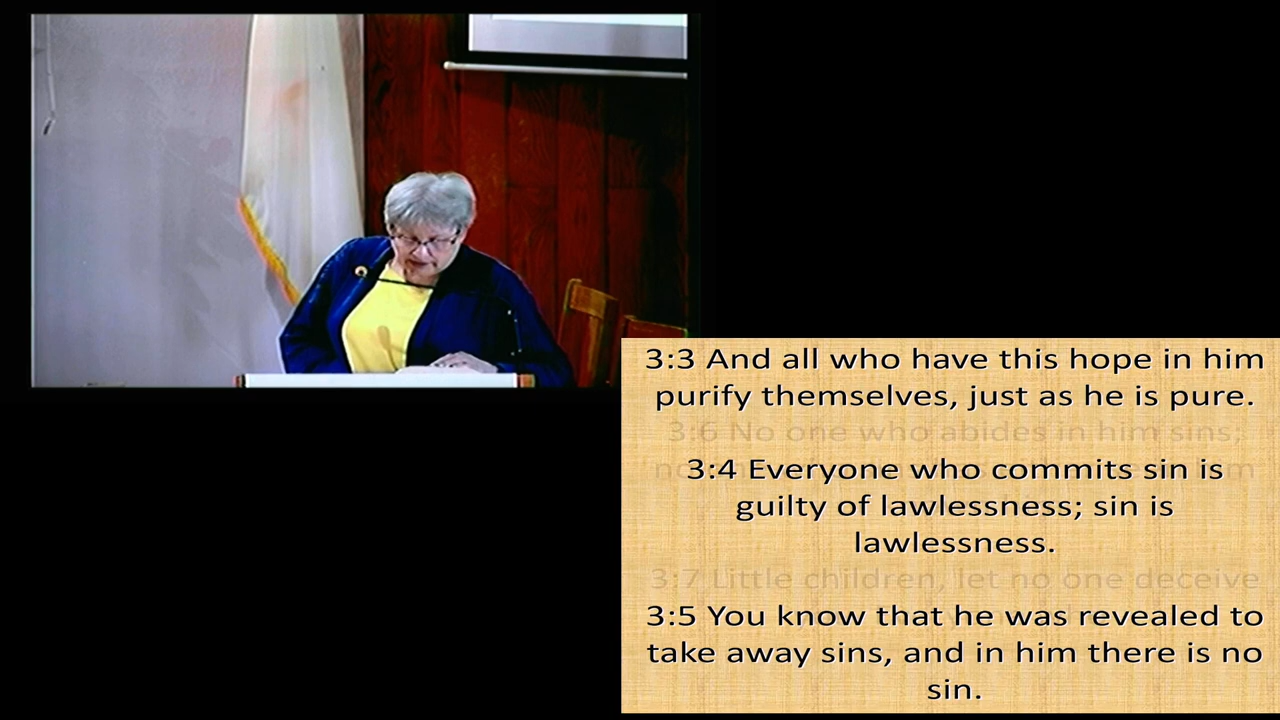 3:3 And all who have this hope in him
purify themselves, just as he is pure.
3:6 No one who abides in him sins;
no
3:4 Everyone who commits sin is
guilty of lawlessness; sin is
lawlessness.
3:7 Little children, let no one deceive
3:5 You know that he was revealed to
take away sins, and in him there is no
sin.